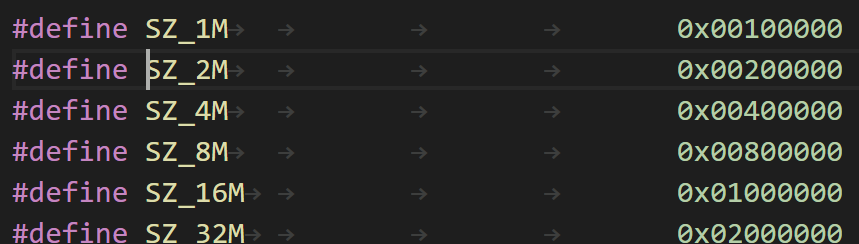 #define SZ_1M				0x00100000
#define SZ_2M				0x00200000
#define SZ_4M				0x00400000
#define SZ_8M				0x00800000
#define SZ_16M				0x01000000
#define SZ_32M				0x02000000